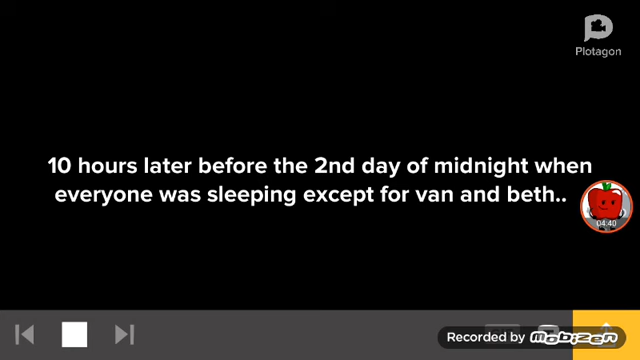 Plotagon
10 hours later before the 2nd day of midnight when
everyone was sleeping except for van and beth..
04:40
Recorded by mobizen